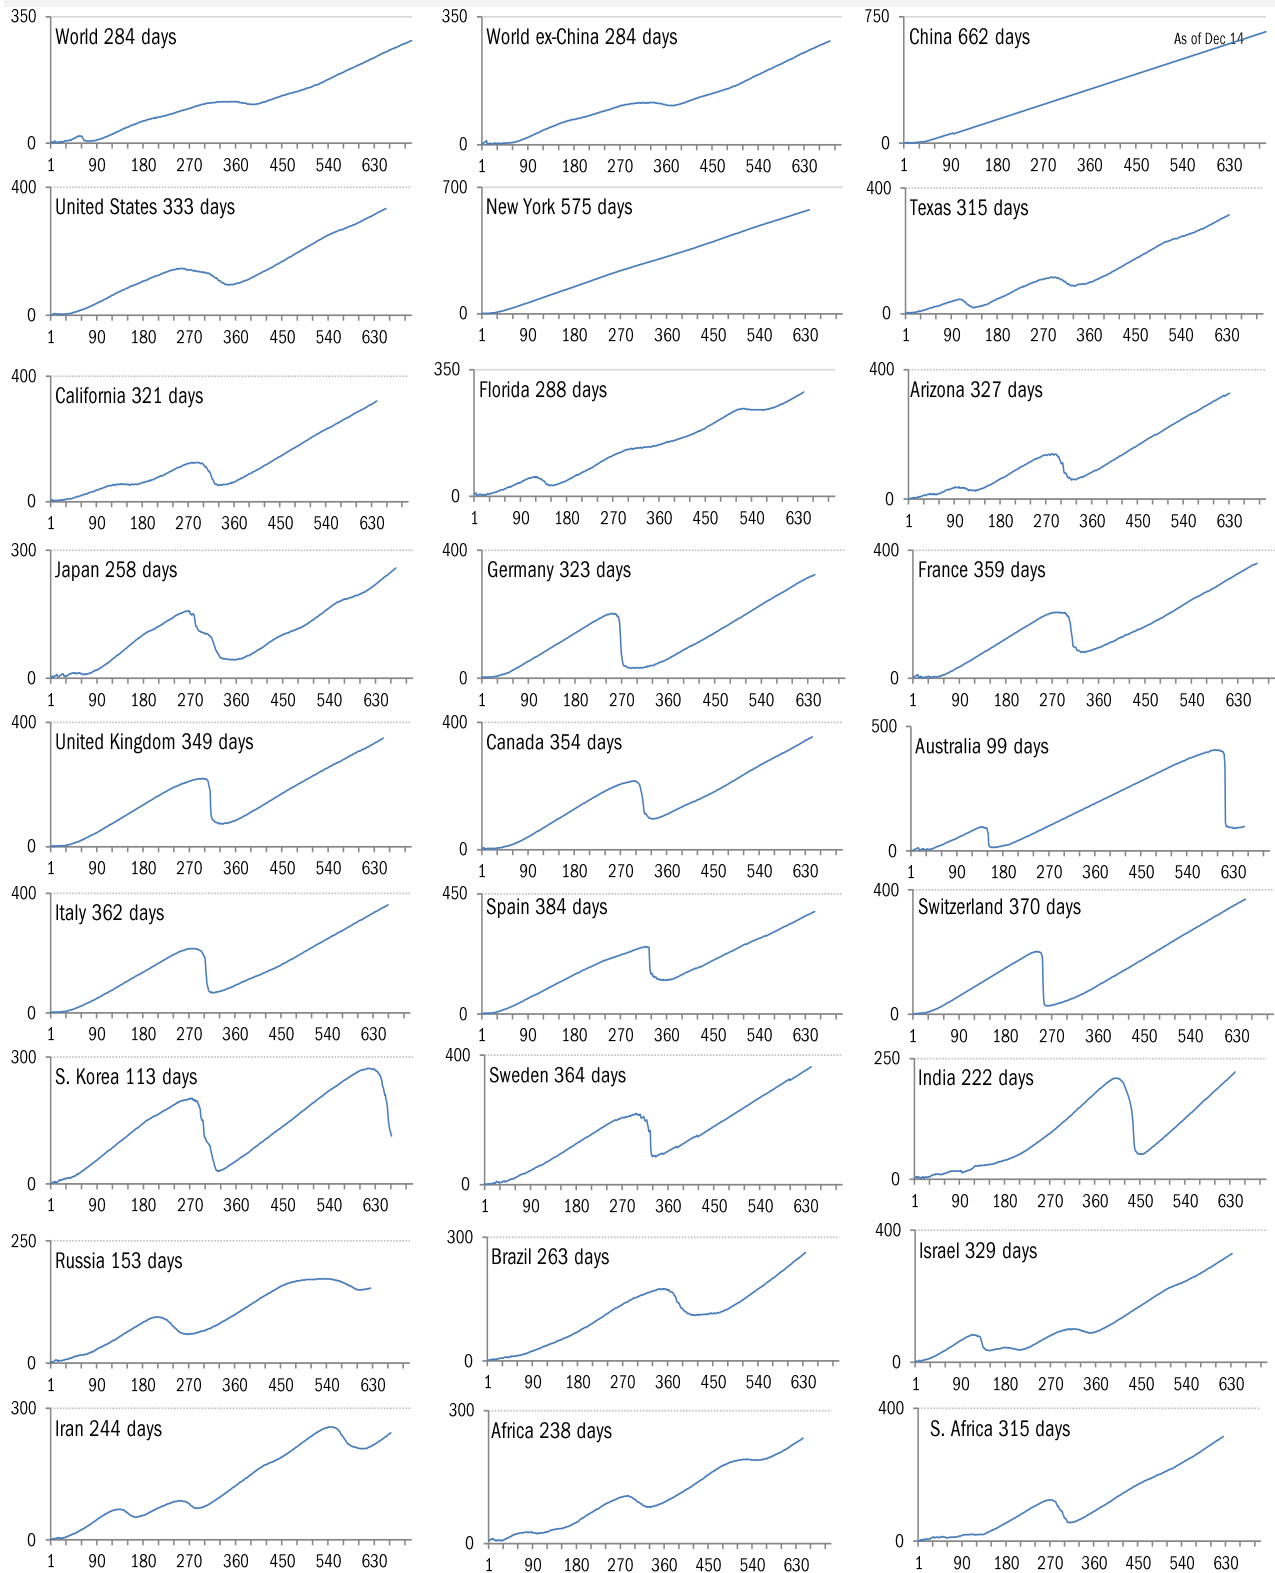 350
World 284 days
0
1 90 180 270 360 450 540 630
350
World ex-China 284 days
0
1 90 180 270 360 450 540 630
750
China 662 days
As of Dec 14
0
1 90 180 270 360 450 540 630
400
United States 333 days
0
1 90 180 270 360 450 540 630
700
New York 575 days
0
1 90 180 270 360 450 540 630
400
Texas 315 days
0
1 90 180 270 360 450 540 630
400
California 321 days
0
1 90 180 270 360 450 540 630
350
Florida 288 days
0
1 90 180 270 360 450 540 630
400
Arizona 327 days
0
1 90 180 270 360 450 540 630
300
Japan 258 days
0
1 90 180 270 360 450 540 630
400
Germany 323 days
0
1 90 180 270 360 450 540 630
400
France 359 days
0
1 90 180 270 360 450 540 630
400
United Kingdom 349 days
0
1 90 180 270 360 450 540 630
400
Canada 354 days
0
1 90 180 270 360 450 540 630
500
Australia 99 days
0
1 90 180 270 360 450 540 630
400
Italy 362 days
0
1 90 180 270 360 450 540 630
450
Spain 384 days
0
1 90 180 270 360 450 540 630
400
Switzerland 370 days
0
1 90 180 270 360 450 540 630
300
S. Korea 113 days
0
1 90 180 270 360 450 540 630
400
Sweden 364 days
0
1 90 180 270 360 450 540 630
250
India 222 days
0
1 90 180 270 360 450 540 630
250
Russia 153 days
0
1 90 180 270 360 450 540 630
300
Brazil 263 days
0
1 90 180 270 360 450 540 630
400
Israel 329 days
0
1 90 180 270 360 450 540 630
300
Iran 244 days
0
1 90 180 270 360 450 540 630
300
Africa 238 days
0
1 90 180 270 360 450 540 630
400
S. Africa 315 days
0
1 90 180 270 360 450 540 630